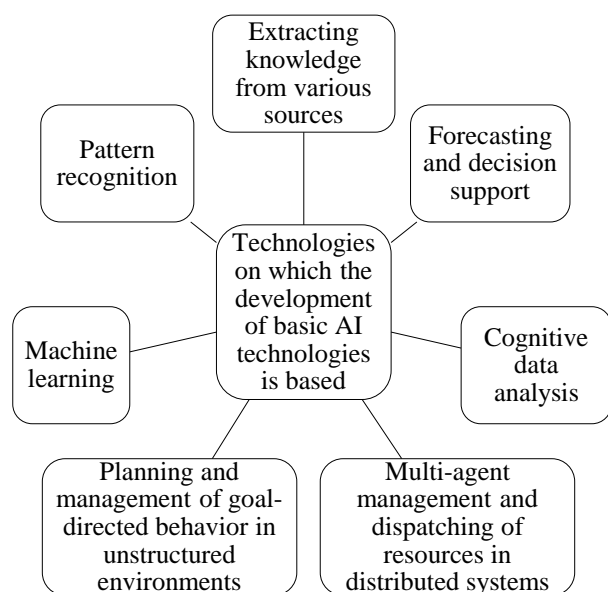 Extracting
knowledge
from various
sources
Pattern
recognition
Forecasting
and decision
support
Technologies
on which the
development
of basic AI
technologies
is based
Machine
learning
Cognitive
data
analysis
Planning and
management of goal-
directed behavior in
unstructured
environments
Multi-agent
management and
dispatching of
resources in
distributed systems